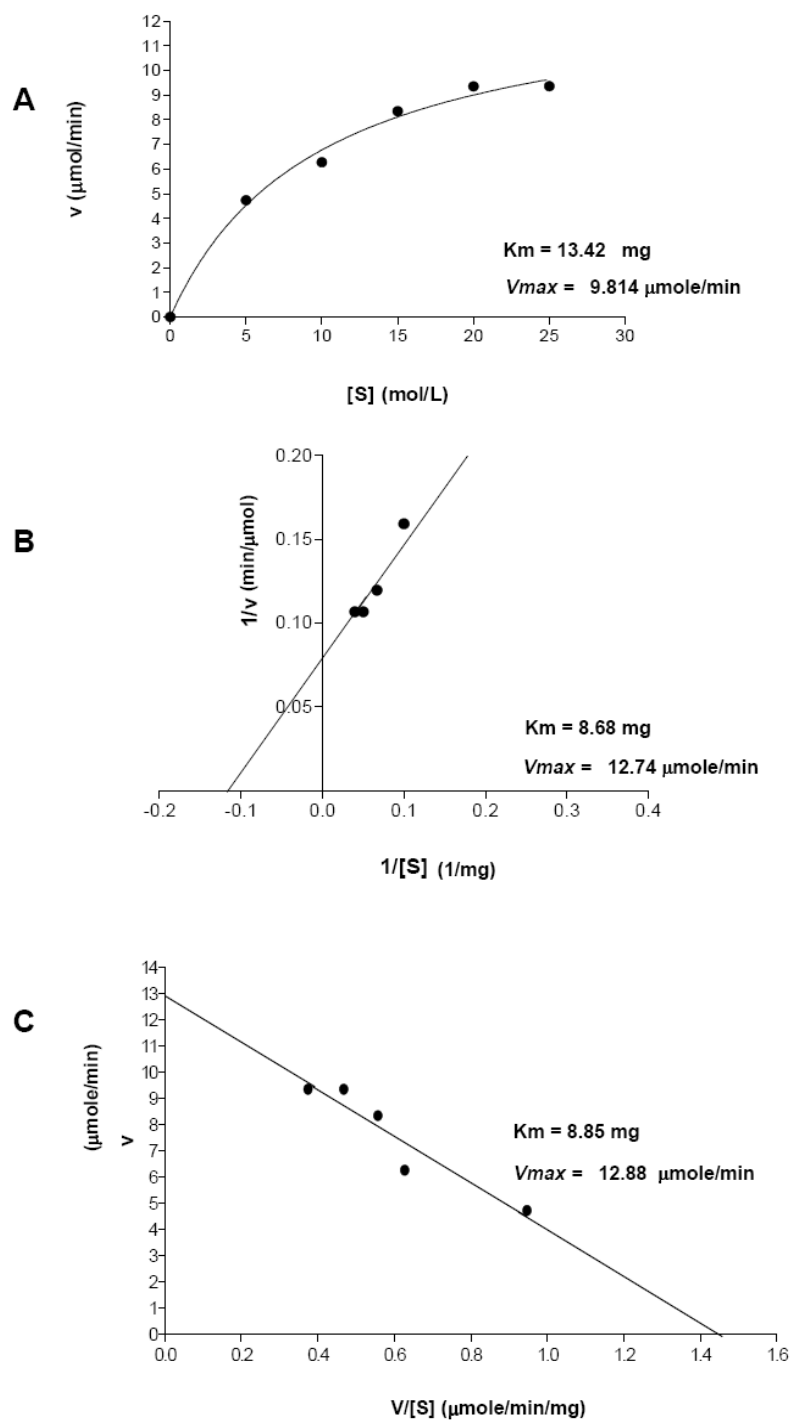 A
12
11
10
9
8
7
6
5
4
3
2
1
0
v (μmol/min)
0 5 10 15 20 25 30
[S] (mol/L)
Km = 13.42 mg
Vmax = 9.814 μmole/min
B
0.20
0.15
0.10
0.05
1/v (min/μmol)
-0.2 -0.1 0.0 0.1 0.2 0.3 0.4
1/[S] (1/mg)
Km = 8.68 mg
Vmax = 12.74 μmole/min
C
14
13
12
11
10
9
8
7
6
5
4
3
2
1
0
(μmole/min)
v
0.0 0.2 0.4 0.6 0.8 1.0 1.2 1.4 1.6
V/[S] (μmole/min/mg)
Km = 8.85 mg
Vmax = 12.88 μmole/min